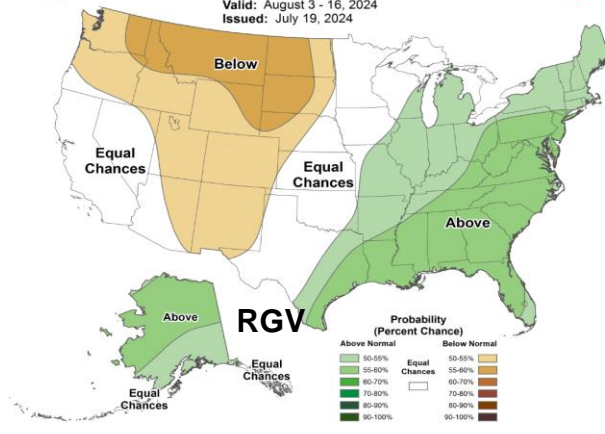 Valid: August 3 - 16, 2024
Issued: July 19, 2024
Below
Equal
Chances
Equal
Chances
Above
Above
RGV
Equal
Chances
Equal
Chances
Probability
(Percent Chance)
Above Normal
Below Normal
Equal
Chances
50-55%
55-60%
60-70%
70-80%
80-90%
90-100%
50-55%
55-60%
60-70%
70-80%
80-90%
90-100%